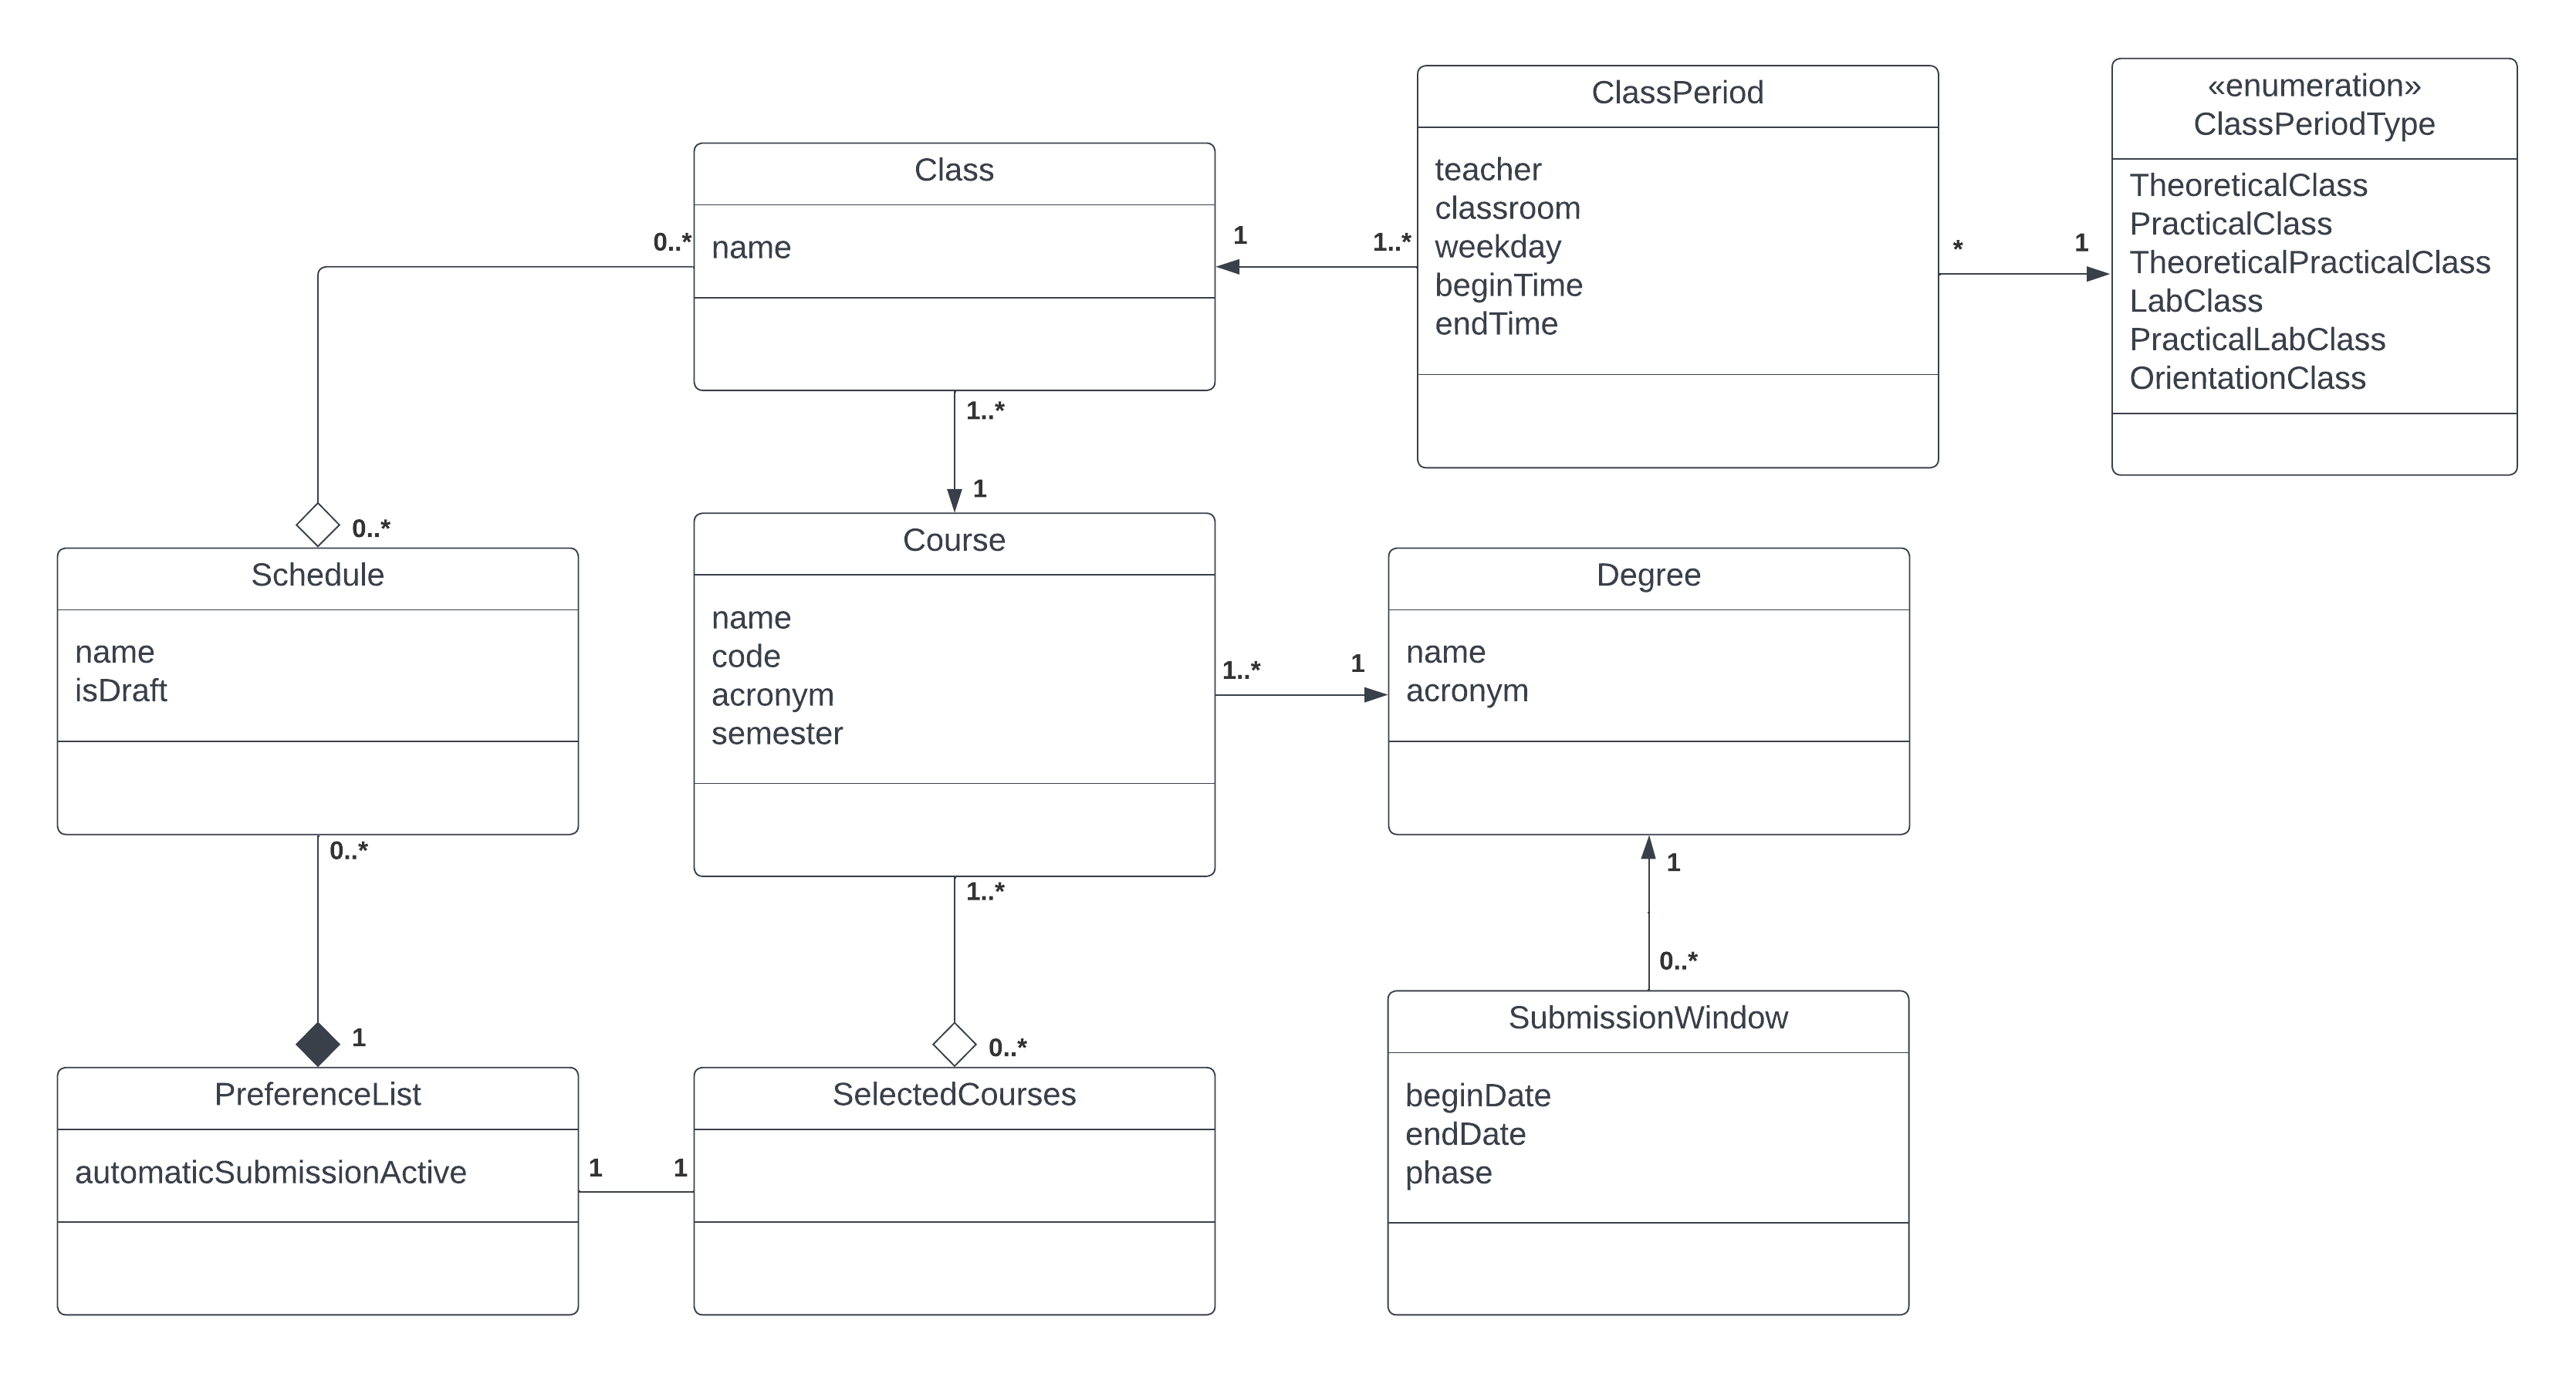 Class
name
ClassPeriod
teacher
classroom
weekday
beginTime
endTime
«enumeration»
ClassPeriodType
TheoreticalClass
PracticalClass
TheoreticalPracticalClass
LabClass
PracticalLabClass
OrientationClass
0..*
1
1..*
*
1
1..*
1
0..*
Schedule
name
isDraft
Course
name
code
acronym
semester
Degree
name
acronym
1..*
1
0..*
1..*
1
0..*
1
0..*
PreferenceList
automaticSubmissionActive
1
1
SelectedCourses
SubmissionWindow
beginDate
endDate
phase